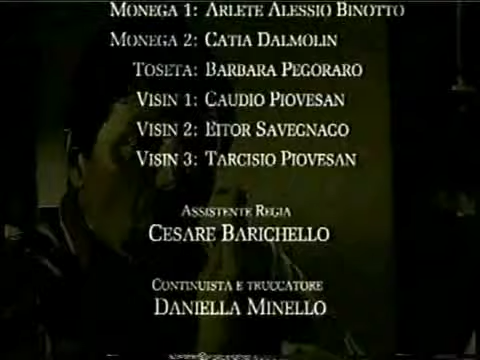 MONEGA 1: ARLETE ALESSIO BINOTTO
MONEGA 2: CATIA DALMOLIN
TOSETA: BARBARA PEGORARO
VISIN 1: CAUDIO PIOVESAN
VISIN 2: EITOR SAVEGNAGO
VISIN 3: TARCISIO PIOVESAN
ASSISTENTE REGIA
CESARE BARICHELLO
CONTINUISTA E TRUCCATORE
DANIELLA MINELLO